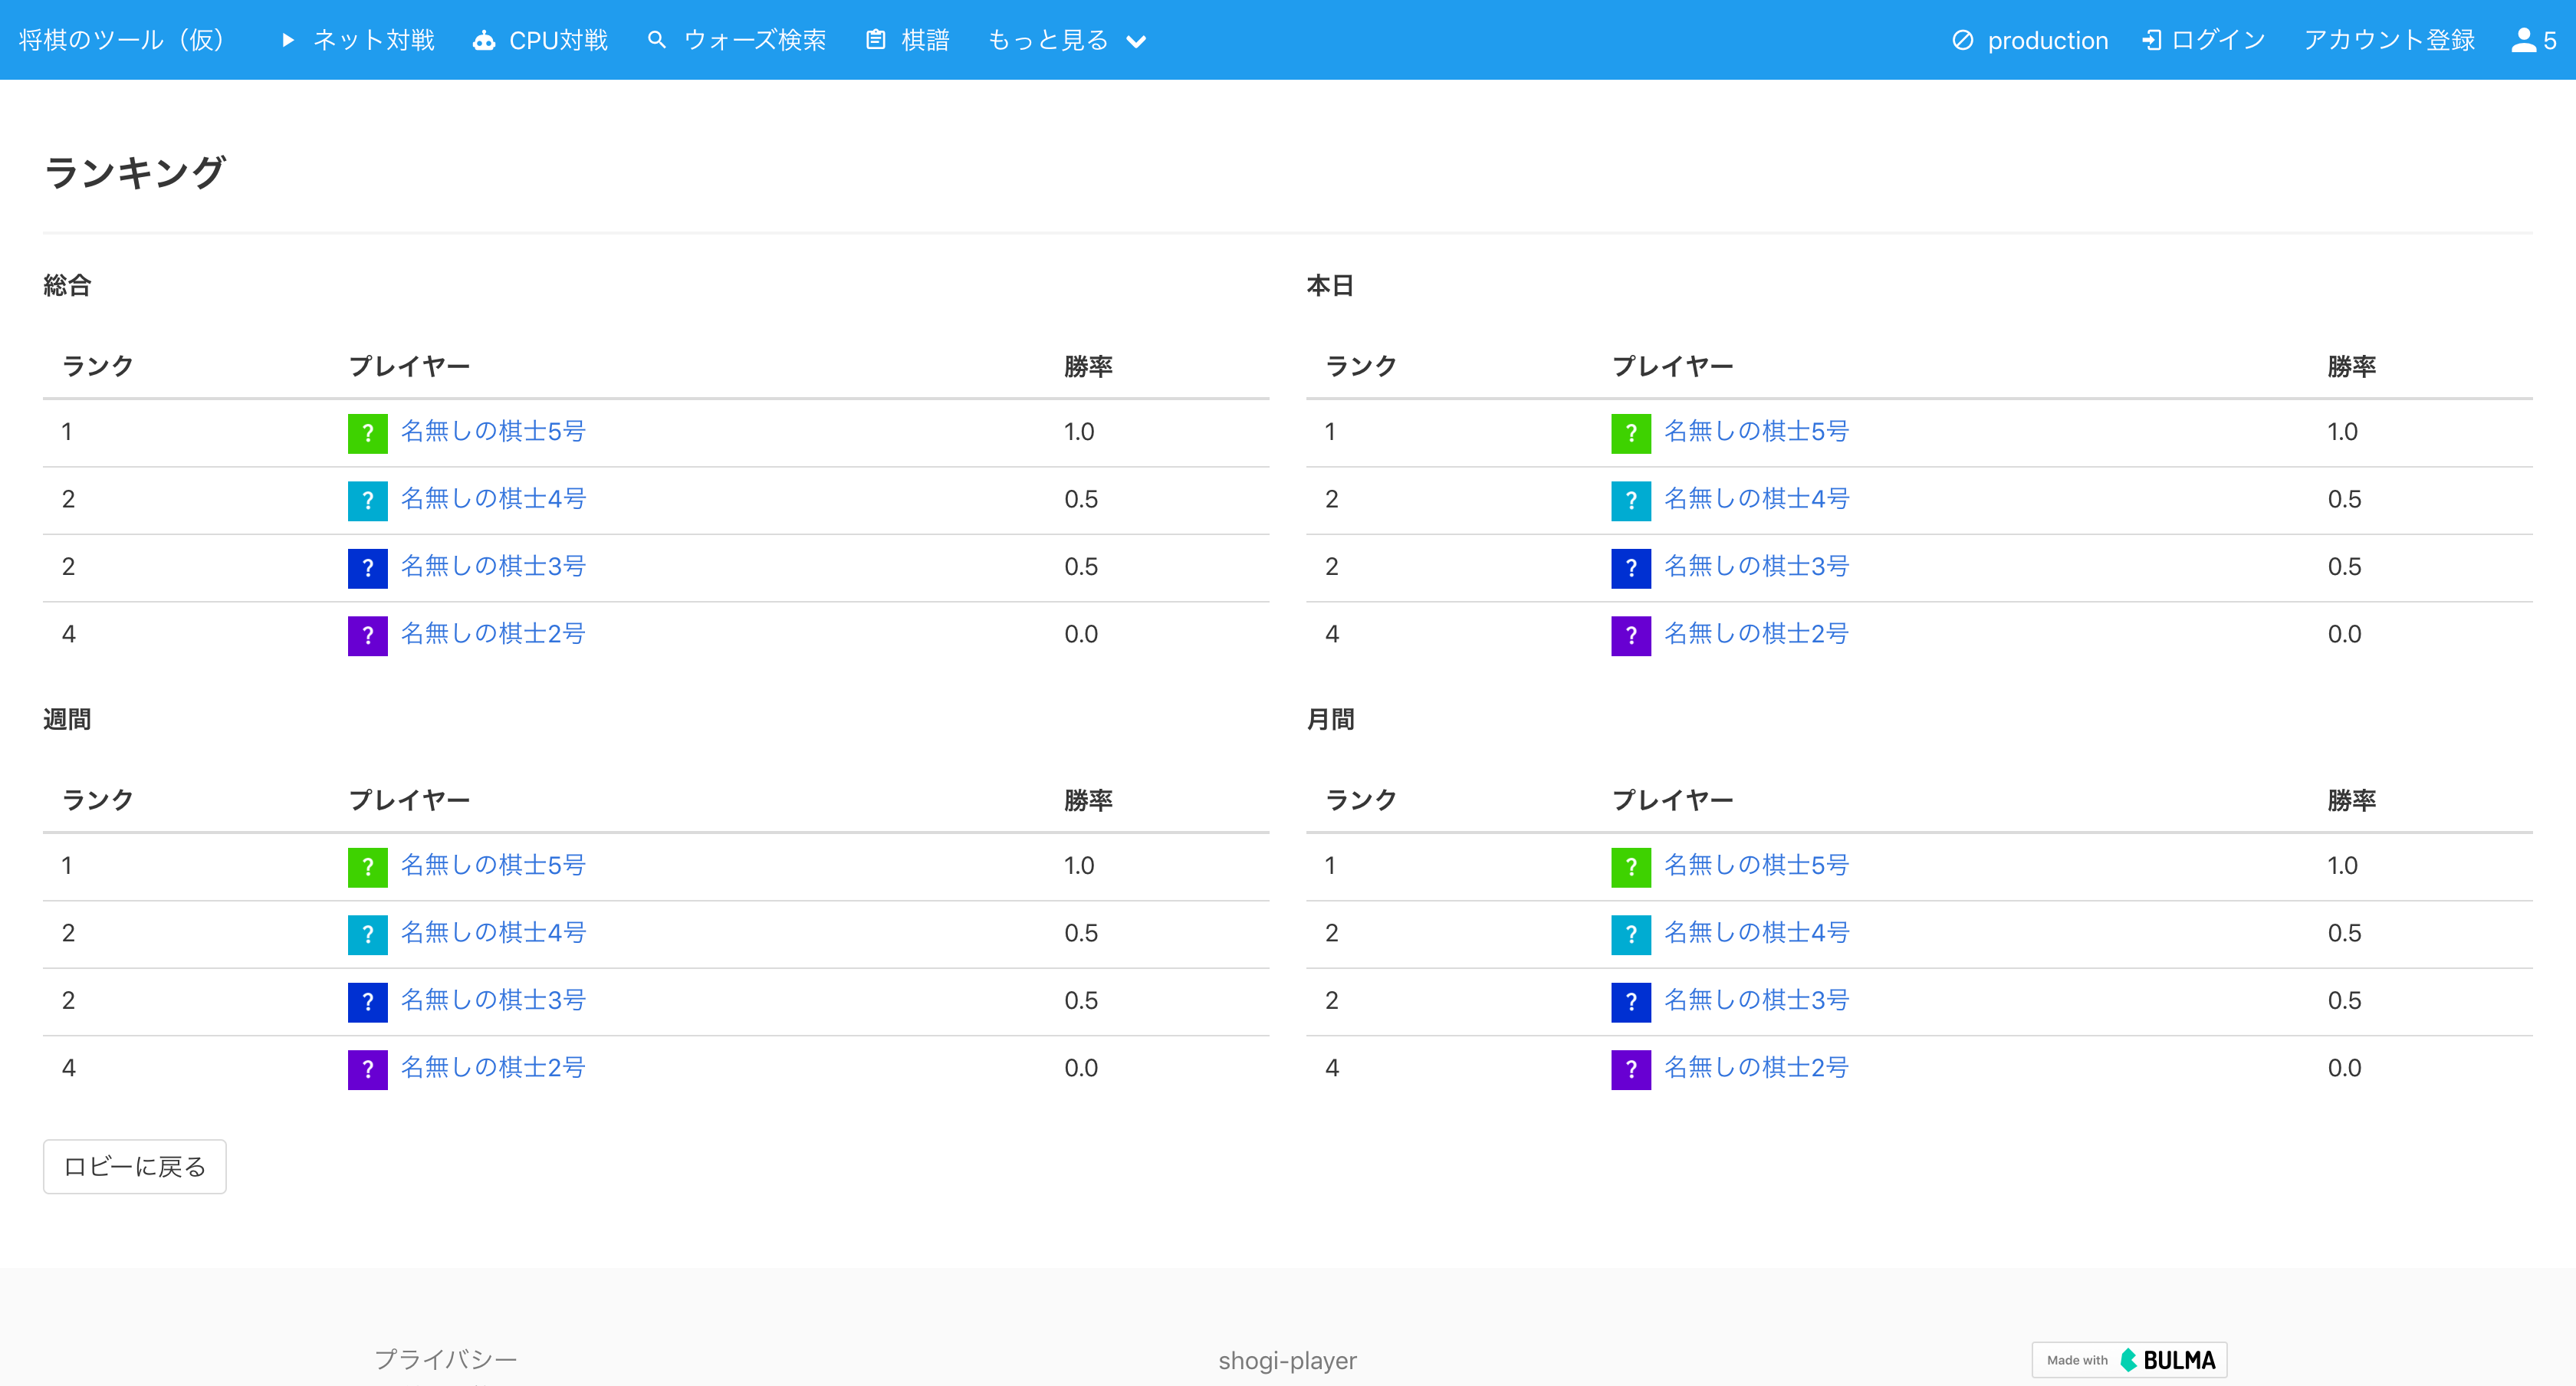 将棋のツール（仮） ネット対戦 CPU対戦 ウォーズ検索 棋譜 もっと見る production ログイン アカウント登録 5
ランキング
総合
ランク プレイヤー 勝率
1 ? 名無しの棋士5号 1.0
2 ? 名無しの棋士4号 0.5
2 ? 名無しの棋士3号 0.5
4 ? 名無しの棋士2号 0.0
本日
ランク プレイヤー 勝率
1 ? 名無しの棋士5号 1.0
2 ? 名無しの棋士4号 0.5
2 ? 名無しの棋士3号 0.5
4 ? 名無しの棋士2号 0.0
週間
ランク プレイヤー 勝率
1 ? 名無しの棋士5号 1.0
2 ? 名無しの棋士4号 0.5
2 ? 名無しの棋士3号 0.5
4 ? 名無しの棋士2号 0.0
月間
ランク プレイヤー 勝率
1 ? 名無しの棋士5号 1.0
2 ? 名無しの棋士4号 0.5
2 ? 名無しの棋士3号 0.5
4 ? 名無しの棋士2号 0.0
ロビーに戻る
プライバシー shogi-player Made with BULMA